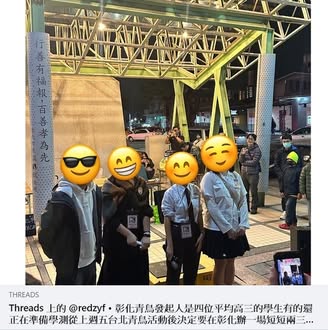 行善有福報，百善孝為先
THREADS
Threads 上的 @redzyf • 彰化青鳥發起人是四位平均高三的學生有的還
正在準備學測從上週五台北青鳥活動後決定要在彰化辦一場短短兩三...